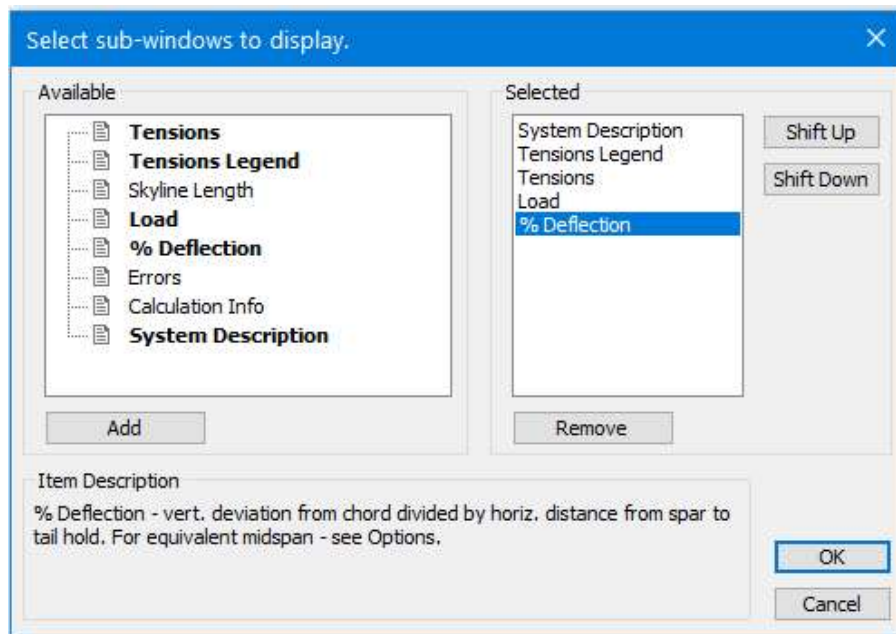 Select sub-windows to display.
Available
Tensions
Tensions Legend
Skyline Length
Load
% Deflection
Errors
Calculation Info
System Description
Add
Selected
System Description
Tensions Legend
Tensions
Load
% Deflection
Remove
Shift Up
Shift Down
Item Description
% Deflection - vert. deviation from chord divided by horiz. distance from spar to
tail hold. For equivalent midspan - see Options.
OK
Cancel